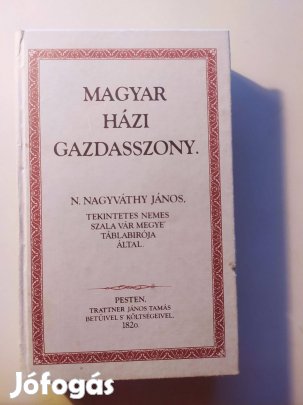 MAGYAR
HÁZI
GAZDASSZONY.
N. NAGYVÁTHY JÁNOS,
TEKINTETES NEMES
SZALA VÁR MEGYE'
TÁBLABIRÓJA
ÁLTAL.
PESTEN,
TRATTNER JÁNOS TAMÁS
BETŰIVEL S' KÖLTSÉGEIVEL,
1820.
Jófogás